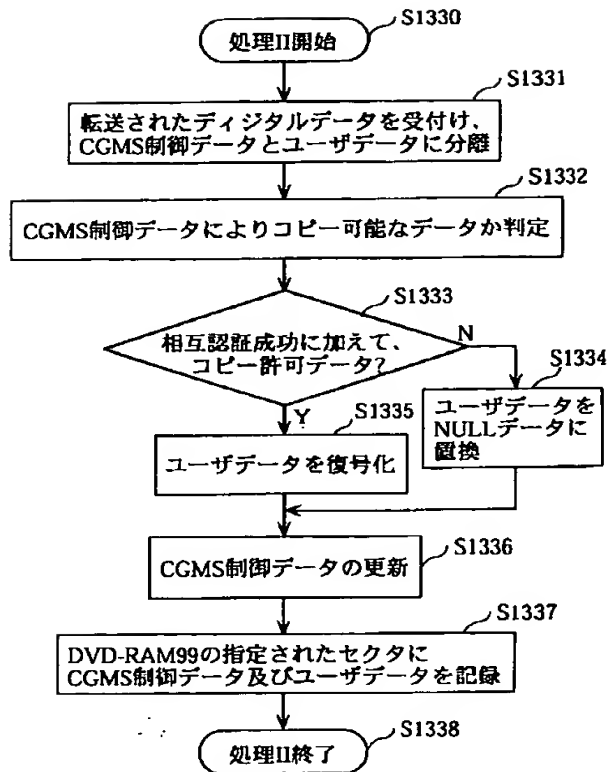 S1330
処理II開始
S1331
転送されたディジタルデータを受付け、
CGMS制御データとユーザデータに分離
S1332
CGMS制御データによりコピー可能なデータか判定
S1333
相互認証成功に加えて、
コピー許可データ?
N
S1334
ユーザデータを
NULLデータに
置換
Y
S1335
ユーザデータを復号化
S1336
CGMS制御データの更新
S1337
DVD-RAM99の指定されたセクタに
CGMS制御データ及びユーザデータを記録
S1338
処理II終了